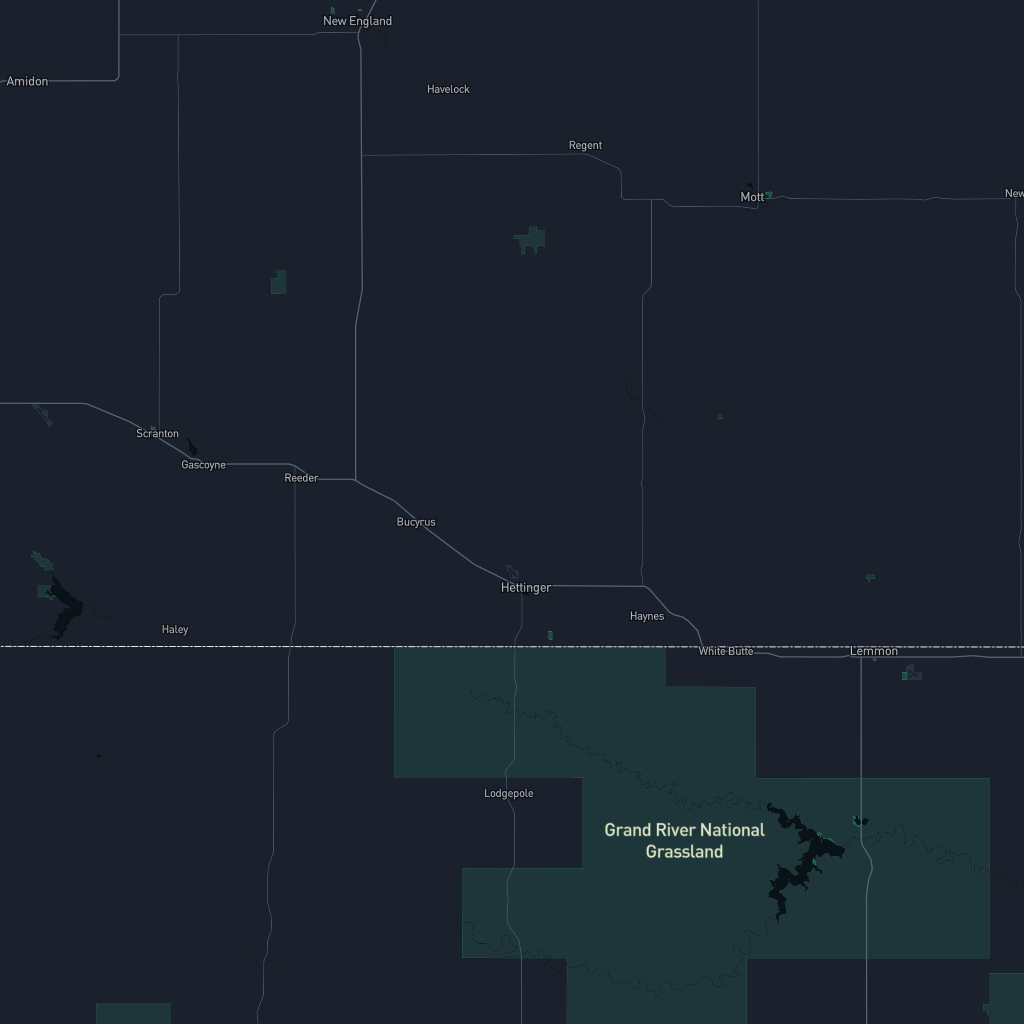 New England
Amidon
Havelock
Regent
Mott
New
Scranton
Gascoyne
Reeder
Bucyrus
Hettinger
Haynes
Haley
White Butte
Lemmon
Lodgepole
Grand River National
Grassland